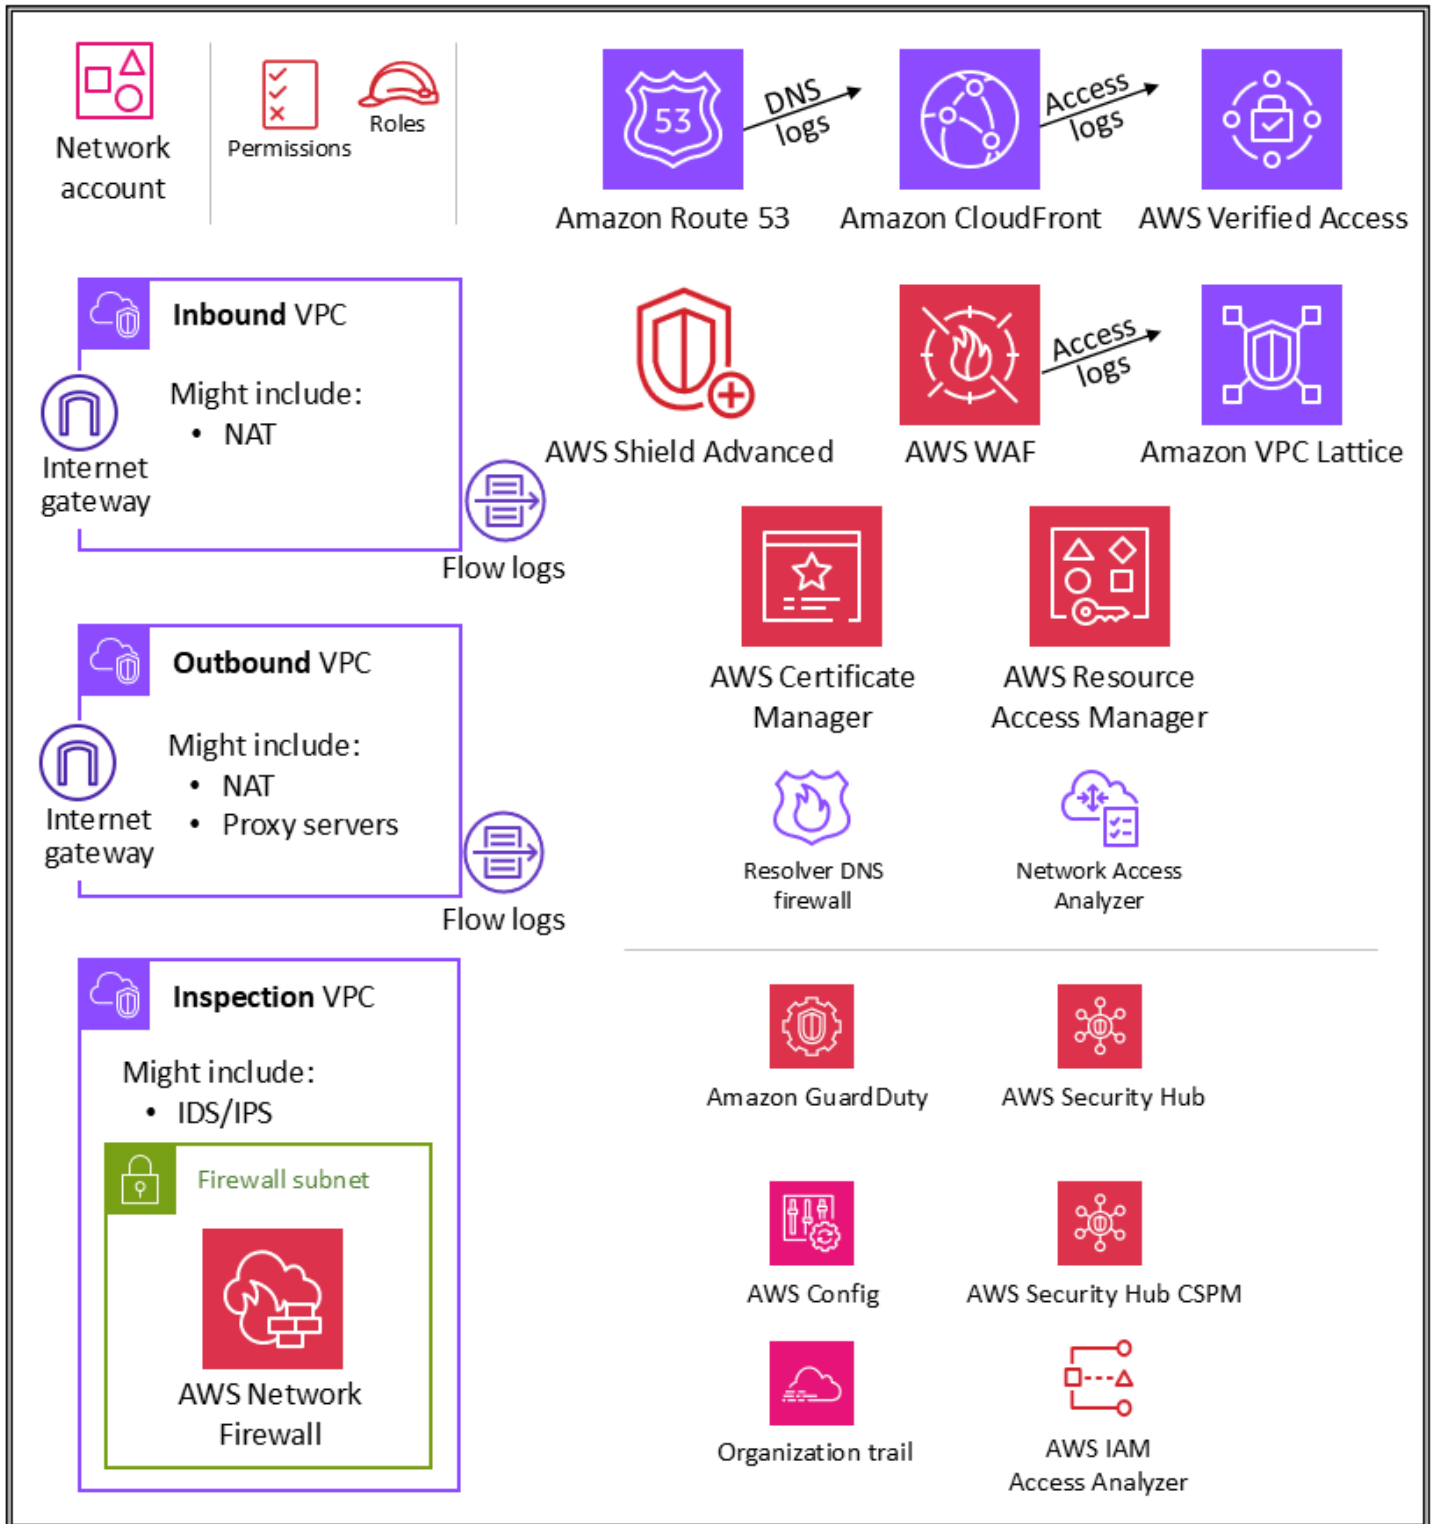 Network
account
Permissions
Roles
53
DNS
logs
Access
logs
Amazon Route 53
Amazon CloudFront
AWS Verified Access
Inbound VPC
Might include:
• NAT
Internet
gateway
Flow logs
Access
logs
AWS Shield Advanced
AWS WAF
Amazon VPC Lattice
AWS Certificate
Manager
AWS Resource
Access Manager
Outbound VPC
Might include:
• NAT
• Proxy servers
Internet
gateway
Flow logs
Resolver DNS
firewall
Network Access
Analyzer
Inspection VPC
Might include:
• IDS/IPS
Firewall subnet
AWS Network
Firewall
Amazon GuardDuty
AWS Security Hub
AWS Config
AWS Security Hub CSPM
Organization trail
AWS IAM
Access Analyzer